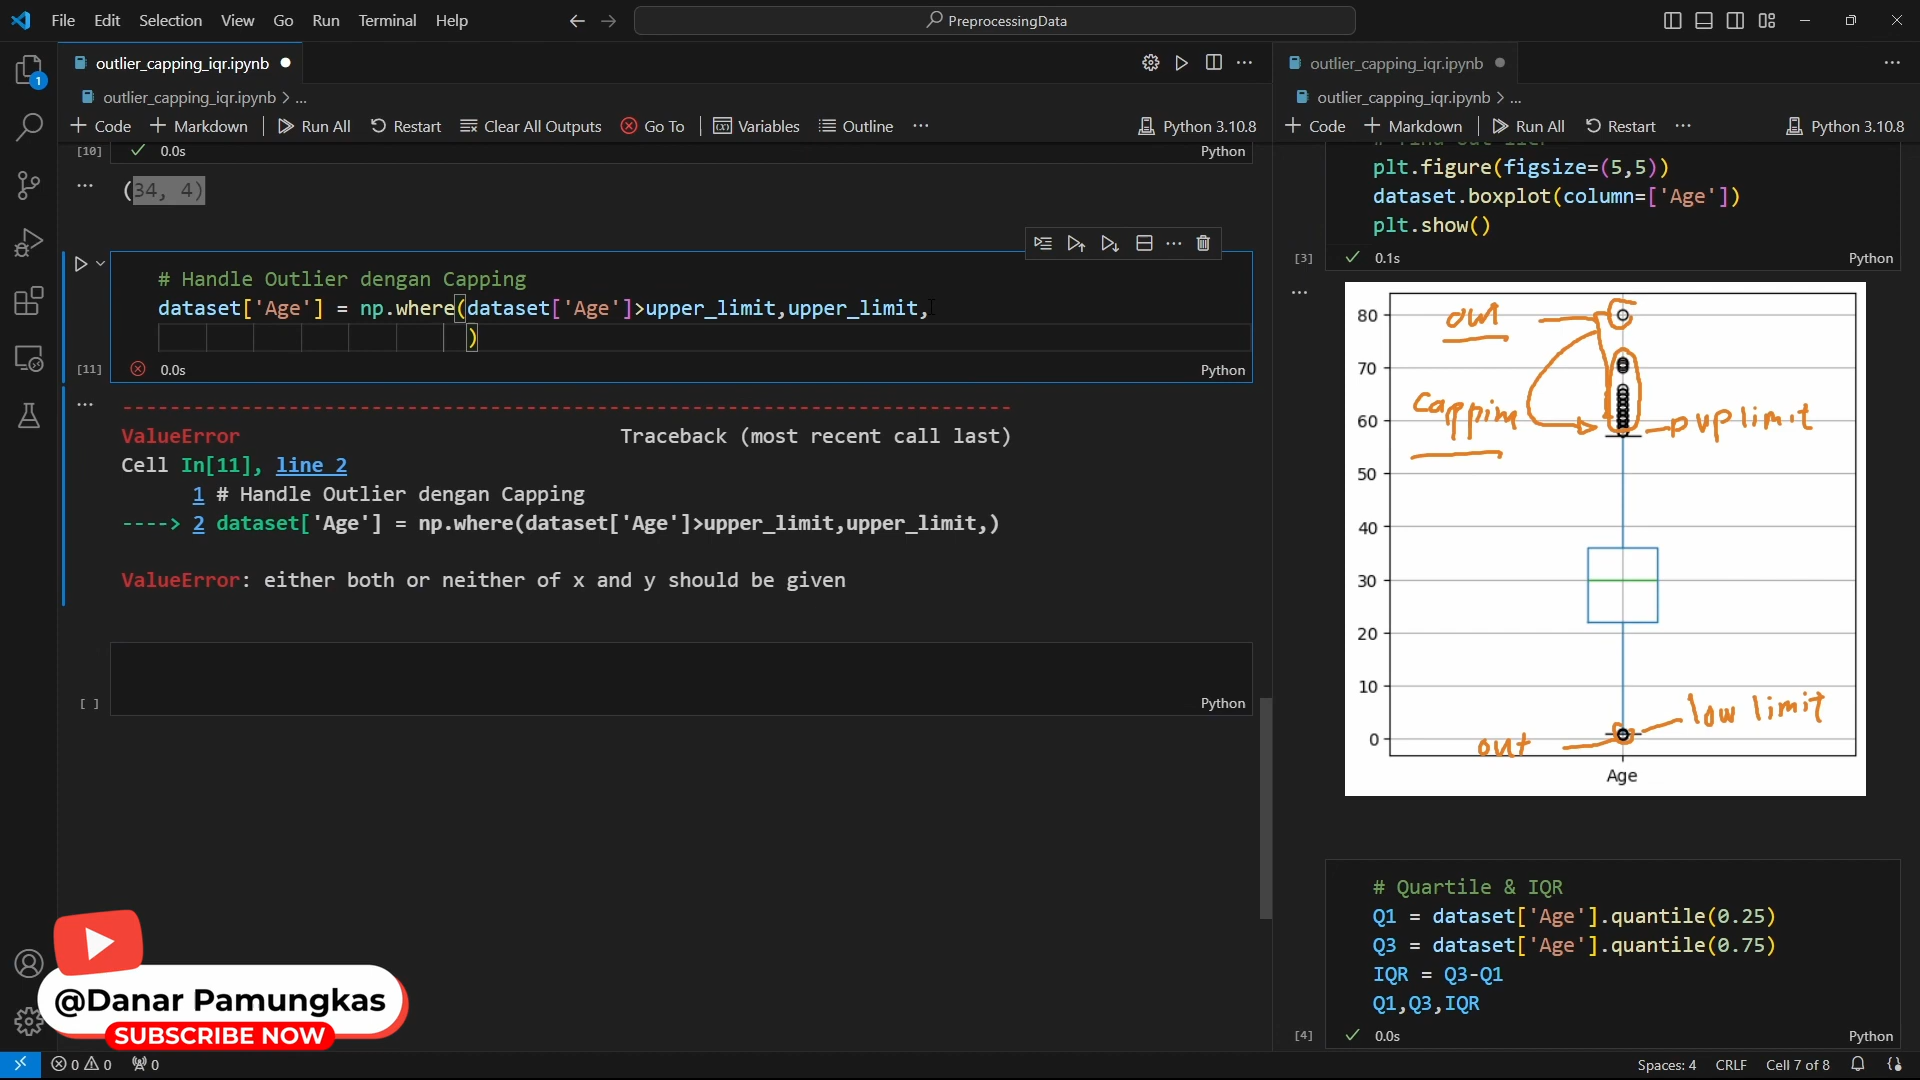 File Edit Selection View Go Run Terminal Help
PreprocessingData
outlier_capping_iqr.ipynb
outlier_capping_iqr.ipynb > ...
+ Code + Markdown Run All Restart Clear All Outputs Go To Variables Outline ... Python 3.10.8
[10] 0.0s Python
(34, 4)
# Handle Outlier dengan Capping
dataset['Age'] = np.where(dataset['Age']>upper_limit,upper_limit,
)
[11] 0.0s Python
ValueError Traceback (most recent call last)
Cell In[11], line 2
1 # Handle Outlier dengan Capping
----> 2 dataset['Age'] = np.where(dataset['Age']>upper_limit,upper_limit,)
ValueError: either both or neither of x and y should be given
[ ] Python
outlier_capping_iqr.ipynb
outlier_capping_iqr.ipynb > ...
+ Code + Markdown Run All Restart ... Python 3.10.8
plt.figure(figsize=(5,5))
dataset.boxplot(column=['Age'])
plt.show()
[3] 0.1s Python
80
70
60
50
40
30
20
10
0
Age
out
low limit
# Quartile & IQR
Q1 = dataset['Age'].quantile(0.25)
Q3 = dataset['Age'].quantile(0.75)
IQR = Q3-Q1
Q1,Q3,IQR
[4] 0.0s Python
1
@Danar Pamungkas
SUBSCRIBE NOW
0 0 0
Spaces: 4 CRLF Cell 7 of 8